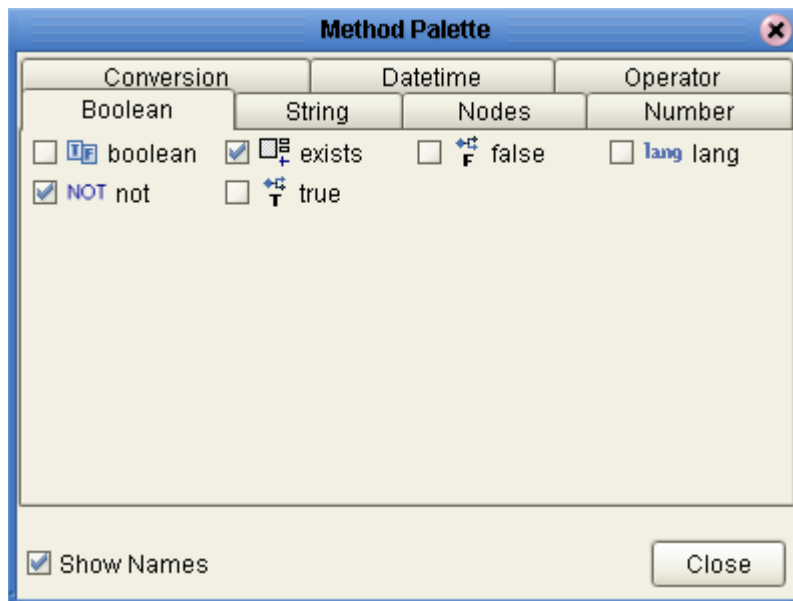 Method Palette
Conversion Datetime Operator
Boolean String Nodes Number
TF boolean exists F false lang lang
NOT not T true
Show Names Close